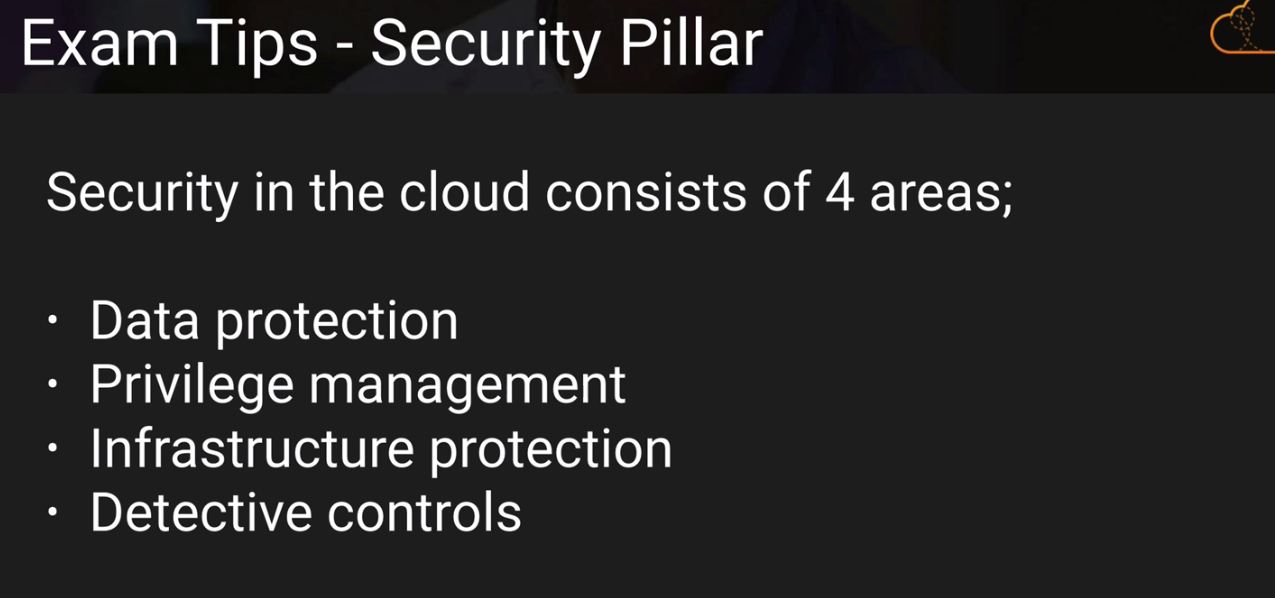 Exam Tips - Security Pillar
Security in the cloud consists of 4 areas;
• Data protection
• Privilege management
• Infrastructure protection
• Detective controls